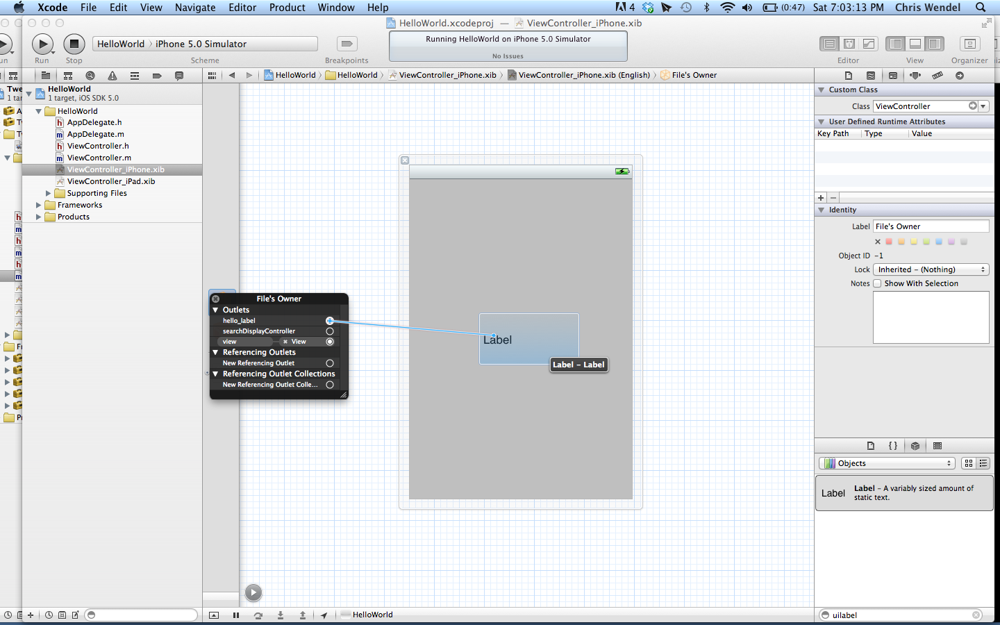 Xcode File Edit View Navigate Editor Product Window Help 4 (0:47) Sat 7:03:13 PM Chris Wendel
HelloWorld.xcodeproj — ViewController_iPhone.xib
HelloWorld 〉 iPhone 5.0 Simulator
Running HelloWorld on iPhone 5.0 Simulator
No Issues
Run Stop Scheme Breakpoints Editor View Organizer
HelloWorld 〉 HelloWorld 〉 ViewController_iPhone.xib 〉 ViewController_iPhone.xib (English) 〉 File's Owner
HelloWorld
1 target, iOS SDK 5.0
HelloWorld
AppDelegate.h
AppDelegate.m
ViewController.h
ViewController.m
ViewController_iPhone.xib
ViewController_iPad.xib
Supporting Files
Frameworks
Products
File's Owner
Outlets
hello_label
searchDisplayController
view View
Referencing Outlets
New Referencing Outlet
Referencing Outlet Collections
New Referencing Outlet Colle...
Label
Label – Label
Custom Class
Class ViewController
User Defined Runtime Attributes
Key Path Type Value
Identity
Label File's Owner
Object ID -1
Lock Inherited – (Nothing)
Notes Show With Selection
Objects
Label
Label – A variably sized amount of
static text.
HelloWorld
uilabel